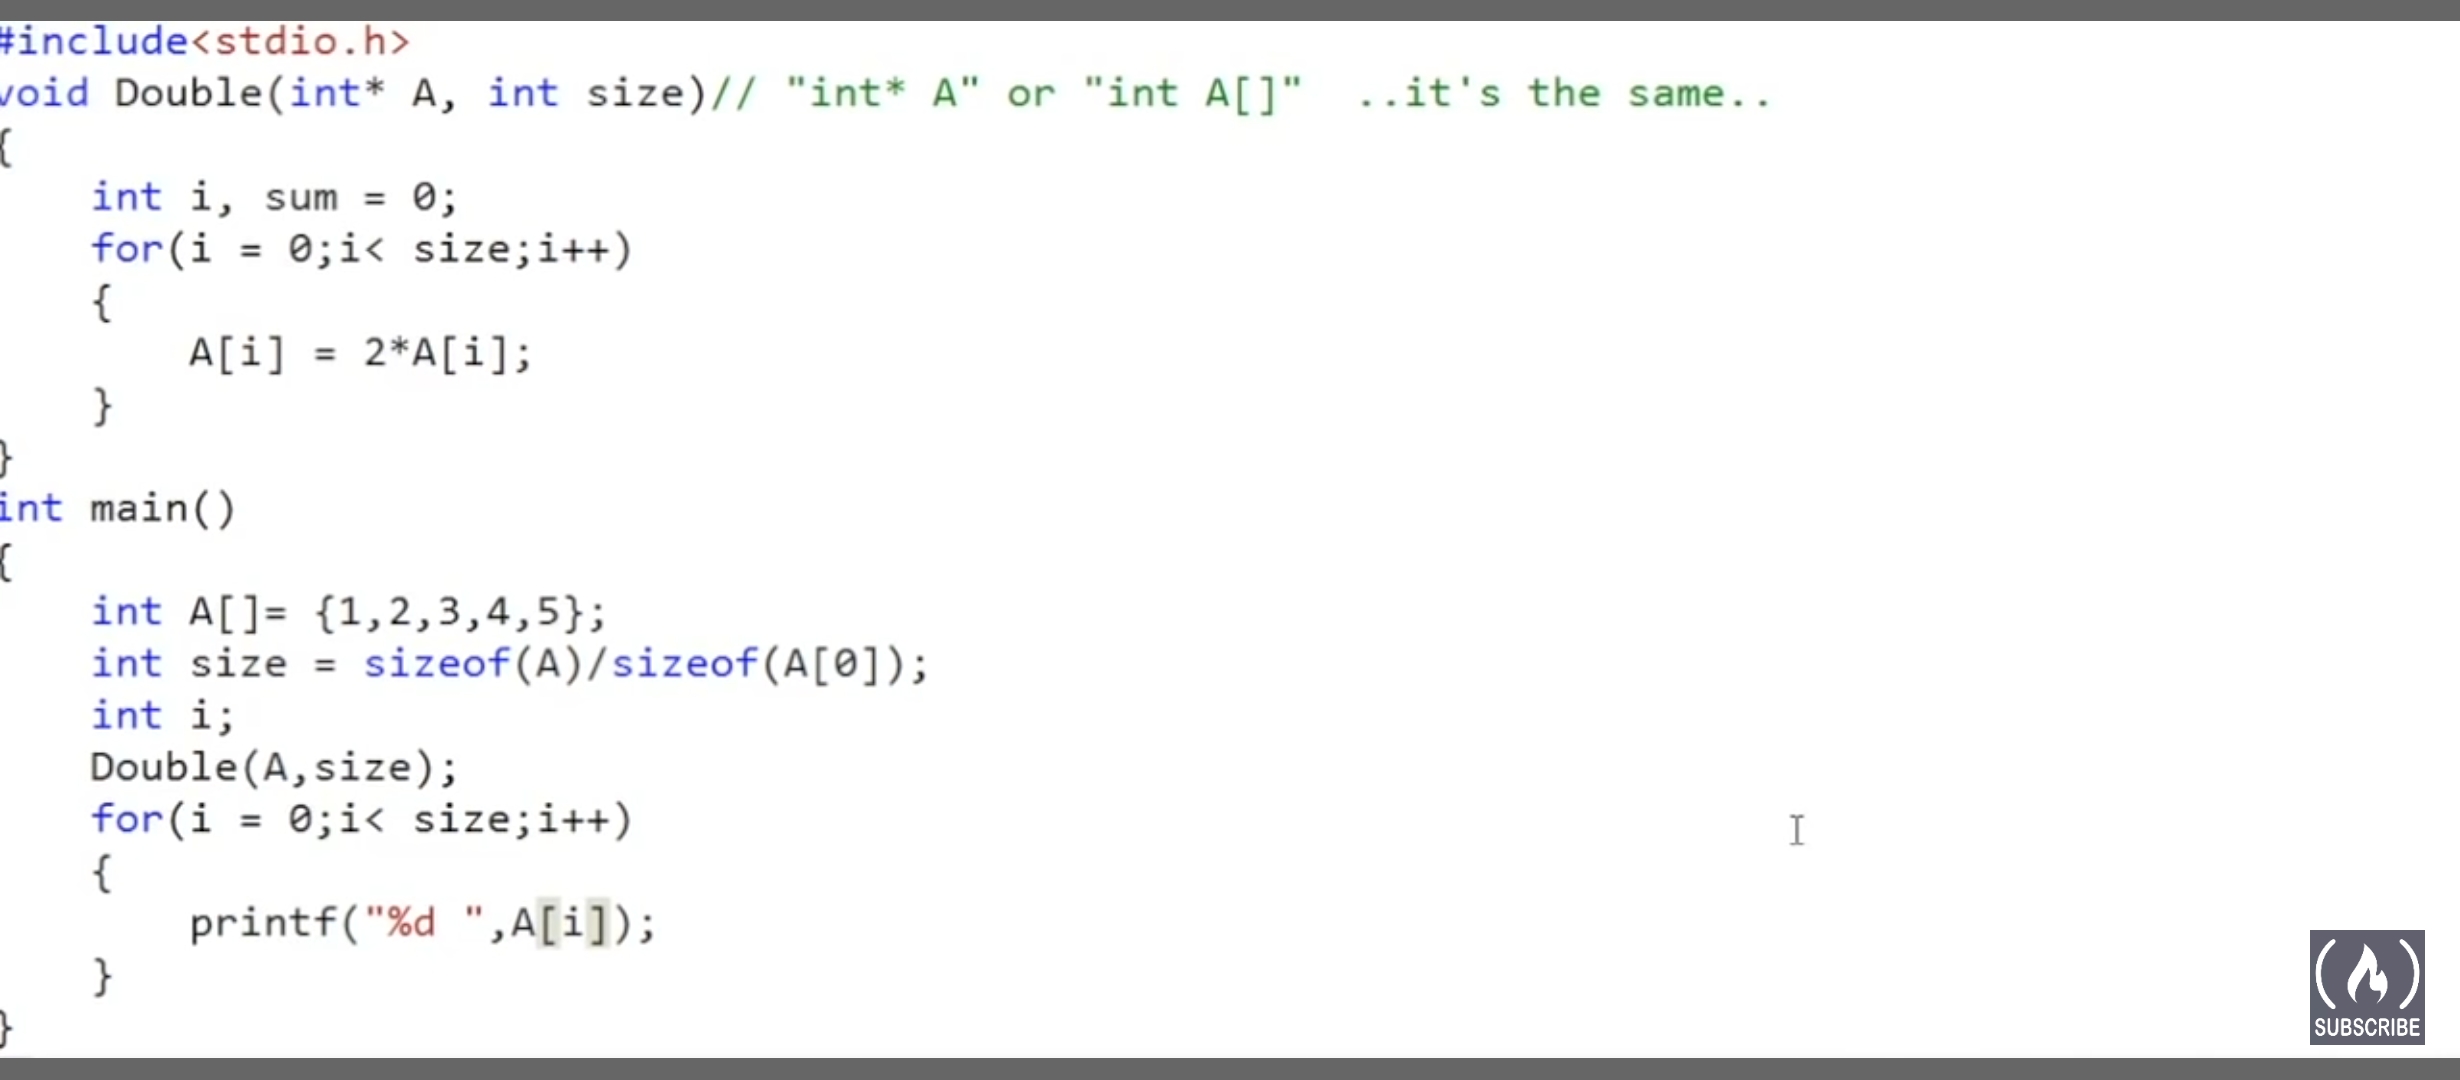 #include<stdio.h>
void Double(int* A, int size)// "int* A" or "int A[]"  ..it's the same..
{
    int i, sum = 0;
    for(i = 0;i< size;i++)
    {
        A[i] = 2*A[i];
    }
}
int main()
{
    int A[]= {1,2,3,4,5};
    int size = sizeof(A)/sizeof(A[0]);
    int i;
    Double(A,size);
    for(i = 0;i< size;i++)
    {
        printf("%d ",A[i]);
    }
}
SUBSCRIBE